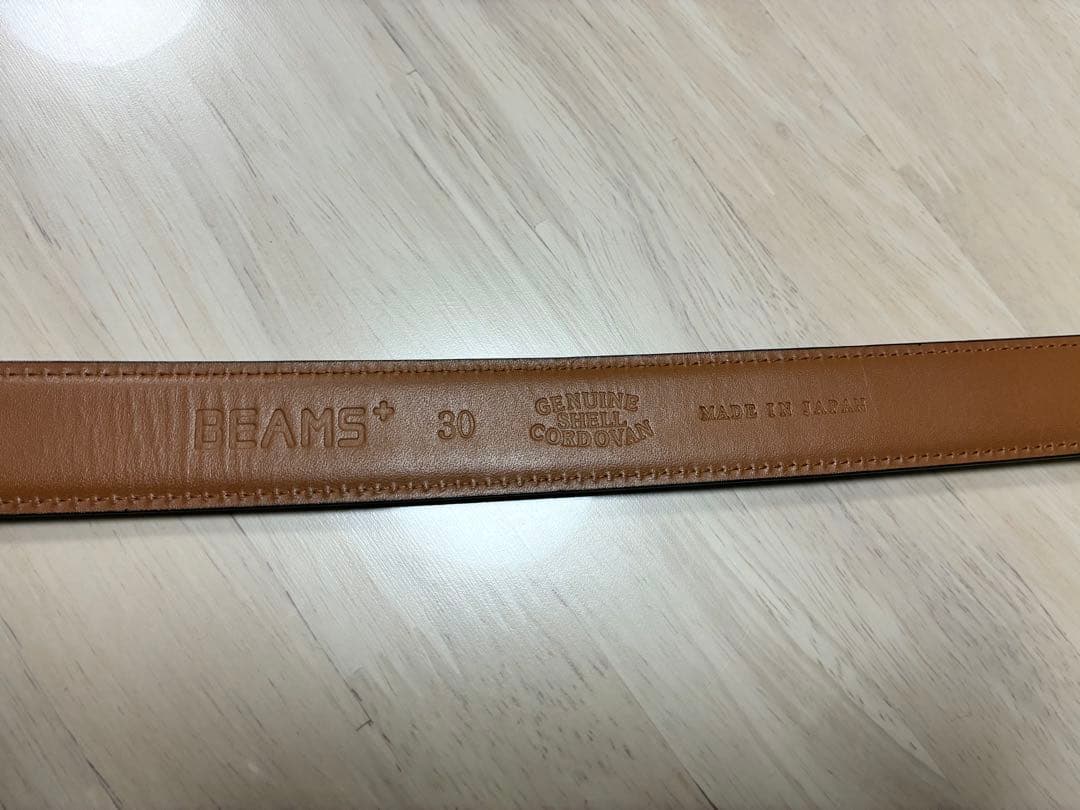 BEAMS+
30
GENUINE
SHELL
CORDOVAN
MADE IN JAPAN